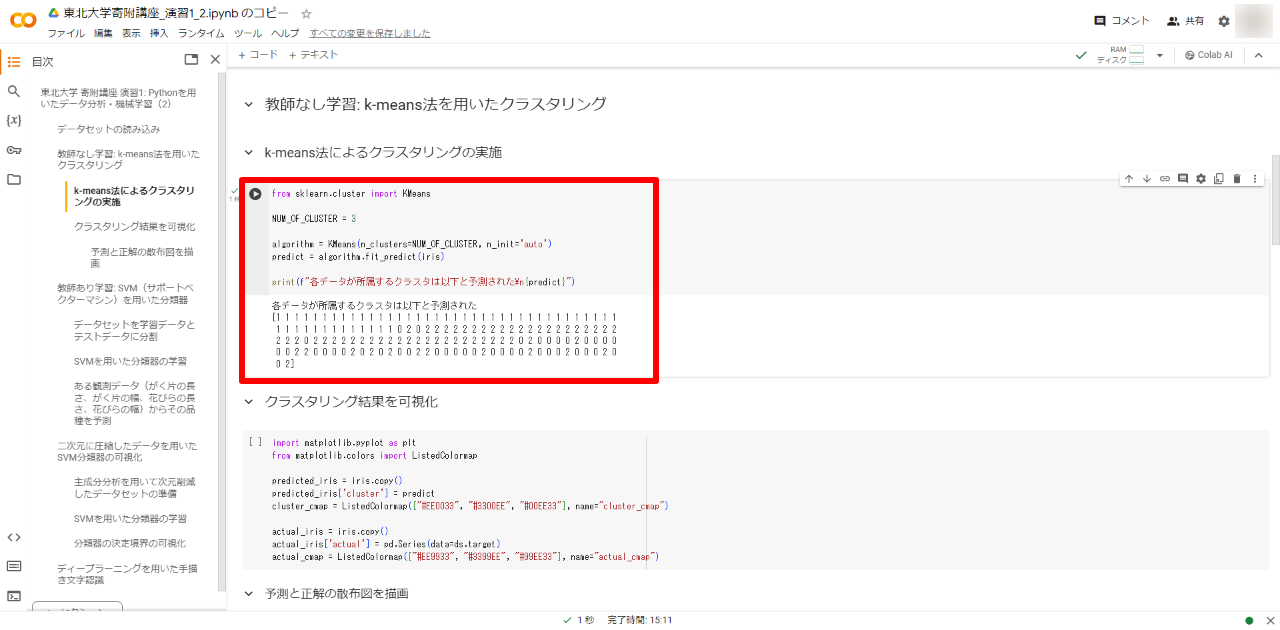 東北大学寄附講座_演習1_2.ipynb のコピー
ファイル 編集 表示 挿入 ランタイム ツール ヘルプ すべての変更を保存しました
コメント 共有
目次
+ コード + テキスト
RAM
ディスク
Colab AI
東北大学 寄附講座 演習1: Pythonを用
いたデータ分析・機械学習（2）
データセットの読み込み
教師なし学習: k-means法を用いた
クラスタリング
k-means法によるクラスタリ
ングの実施
クラスタリング結果を可視化
予測と正解の散布図を描
画
教師あり学習: SVM（サポートベ
クターマシン）を用いた分類器
データセットを学習データと
テストデータに分割
SVMを用いた分類器の学習
ある観測データ（がく片の長
さ、がく片の幅、花びらの長
さ、花びらの幅）からその品
種を予測
二次元に圧縮したデータを用いた
SVM分類器の可視化
主成分分析を用いて次元削減
したデータセットの準備
SVMを用いた分類器の学習
分類器の決定境界の可視化
ディープラーニングを用いた手描
き文字認識
教師なし学習: k-means法を用いたクラスタリング
k-means法によるクラスタリングの実施
1 秒
from sklearn.cluster import KMeans
NUM_OF_CLUSTER = 3
algorithm = KMeans(n_clusters=NUM_OF_CLUSTER, n_init='auto')
predict = algorithm.fit_predict(iris)
print(f"各データが所属するクラスタは以下と予測された¥n{predict}")
各データが所属するクラスタは以下と予測された
[1 1 1 1 1 1 1 1 1 1 1 1 1 1 1 1 1 1 1 1 1 1 1 1 1 1 1 1 1 1 1 1 1 1 1 1 1
1 1 1 1 1 1 1 1 1 1 1 1 1 0 2 0 2 2 2 2 2 2 2 2 2 2 2 2 2 2 2 2 2 2 2 2 2
2 2 2 0 2 2 2 2 2 2 2 2 2 2 2 2 2 2 2 2 2 2 2 2 2 2 0 2 0 0 0 0 2 0 0 0 0
0 0 2 2 0 0 0 0 2 0 2 0 2 0 0 2 2 0 0 0 0 0 2 0 0 0 0 2 0 0 0 2 0 0 0 2 0
0 2]
クラスタリング結果を可視化
[ ]
import matplotlib.pyplot as plt
from matplotlib.colors import ListedColormap
predicted_iris = iris.copy()
predicted_iris['cluster'] = predict
cluster_cmap = ListedColormap(["#EE0033", "#3300EE", "#00EE33"], name="cluster_cmap")
actual_iris = iris.copy()
actual_iris['actual'] = pd.Series(data=ds.target)
actual_cmap = ListedColormap(["#EE9933", "#3399EE", "#99EE33"], name="actual_cmap")
予測と正解の散布図を描画
1 秒 完了時間: 15:11